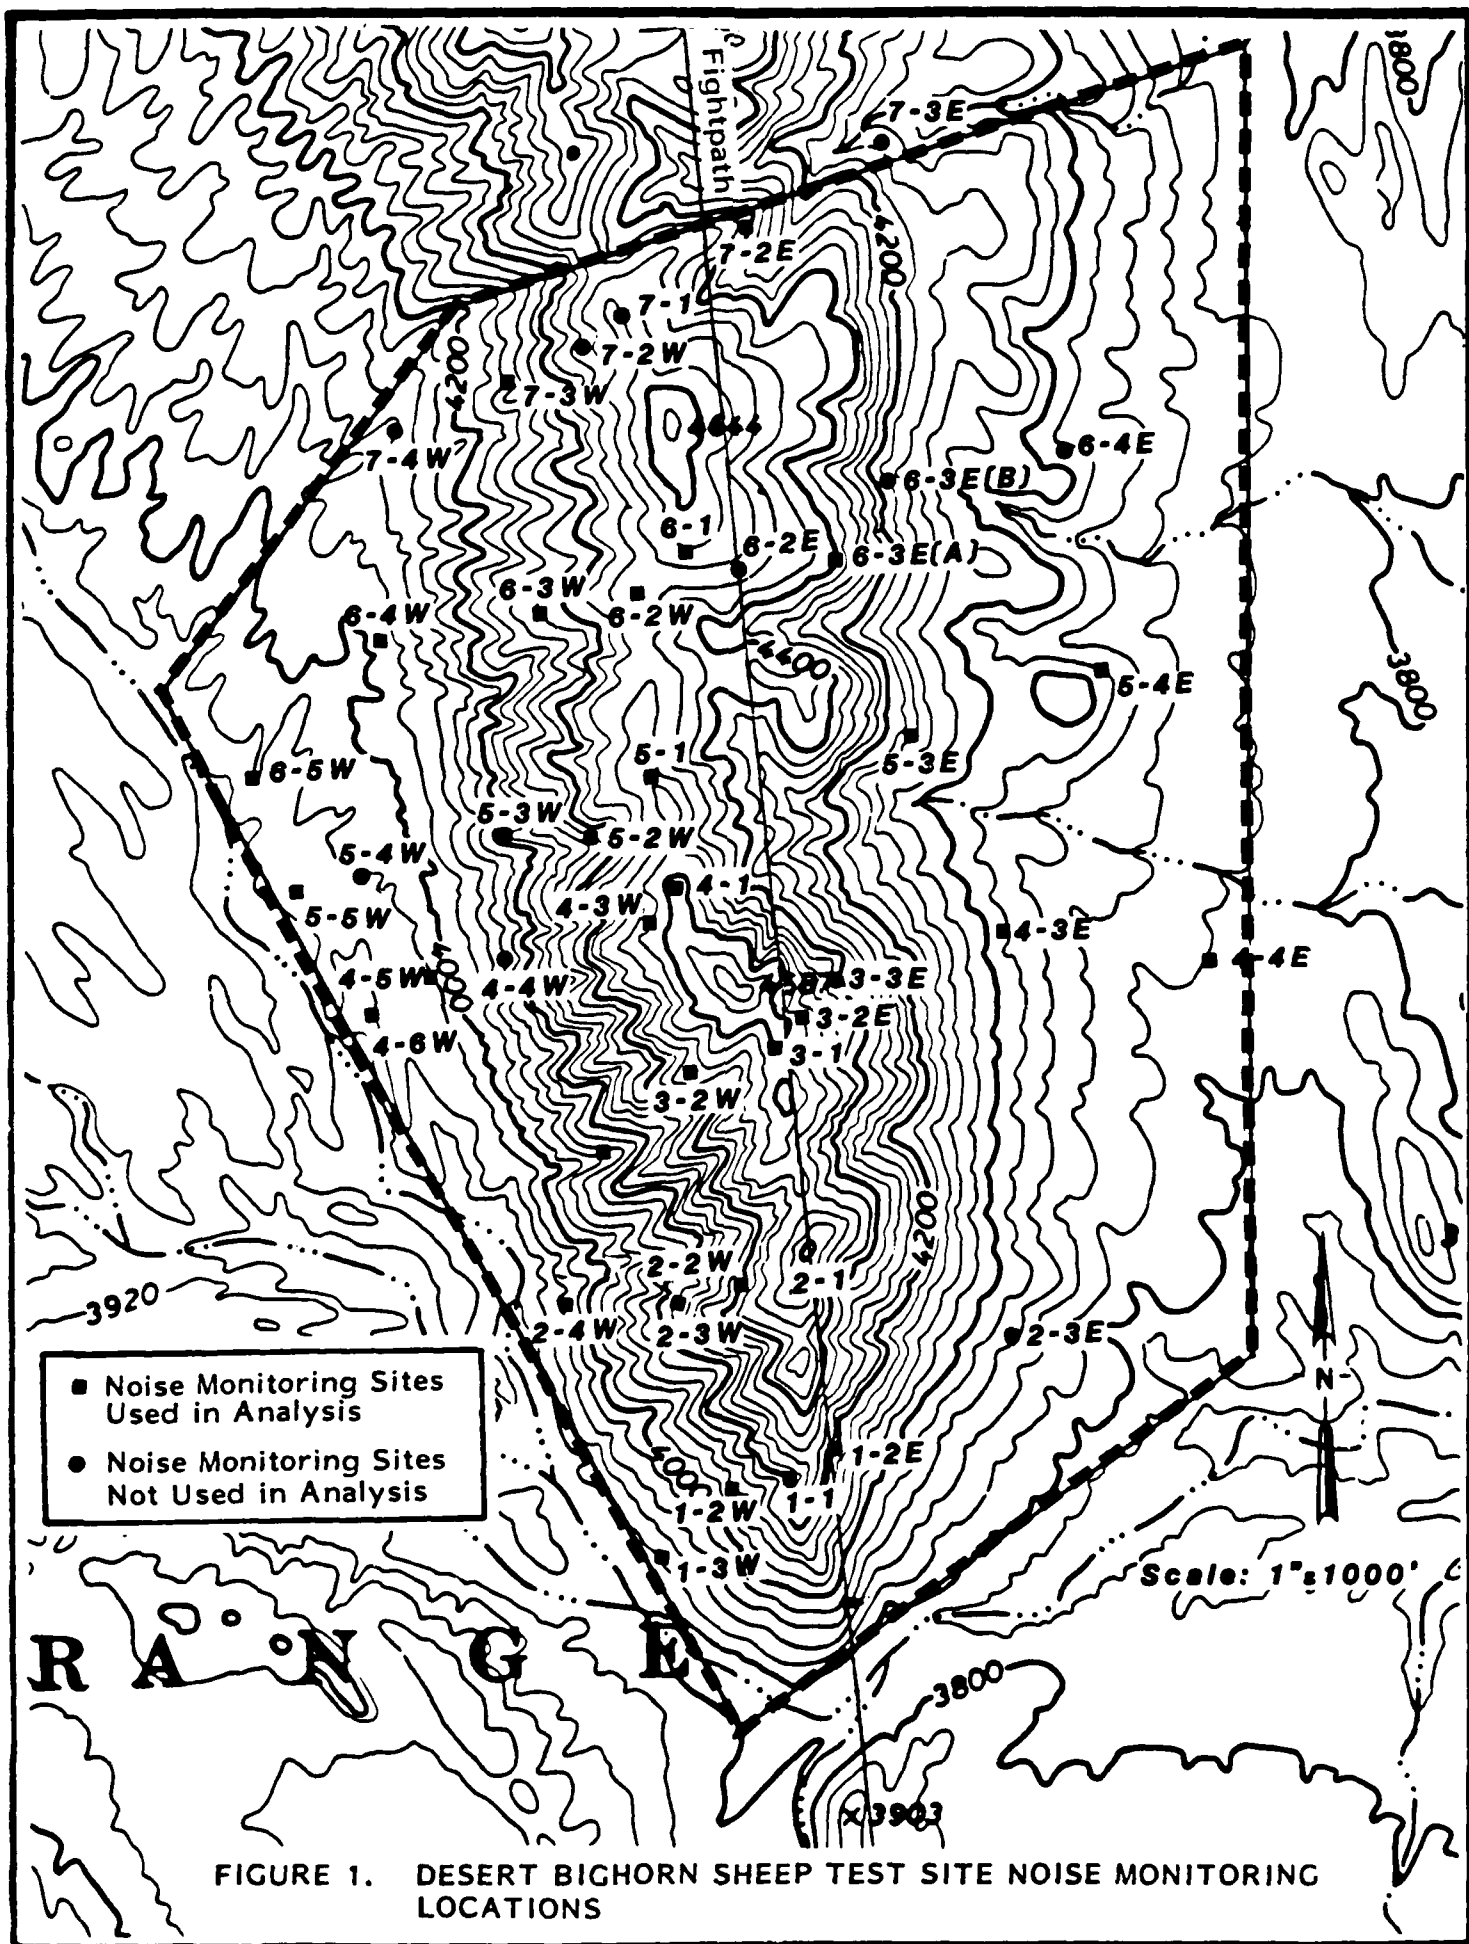 3800
Fightpath
7-3E
4200
7-2E
7-1
7-2W
4200
7-3W
4644
7-4W
6-4E
6-3E(B)
6-1
6-2E
6-3E(A)
6-3W
6-4W
6-2W
4400
5-4E
3800
5-1
5-3E
6-5W
5-3W
5-2W
5-4W
4-1
4-3W
5-5W
4-3E
4-4E
4-5W
4000
4-4W
3-3E
3-2E
4-6W
3-1
3-2W
4200
2-2W
2-1
3920
2-4W
2-3W
2-3E
Noise Monitoring Sites
Used in Analysis
Noise Monitoring Sites
Not Used in Analysis
N
1-2E
1-1
1-2W
1-3W
Scale: 1"=1000'
RANGE
3800
x3903
FIGURE 1. DESERT BIGHORN SHEEP TEST SITE NOISE MONITORING
LOCATIONS